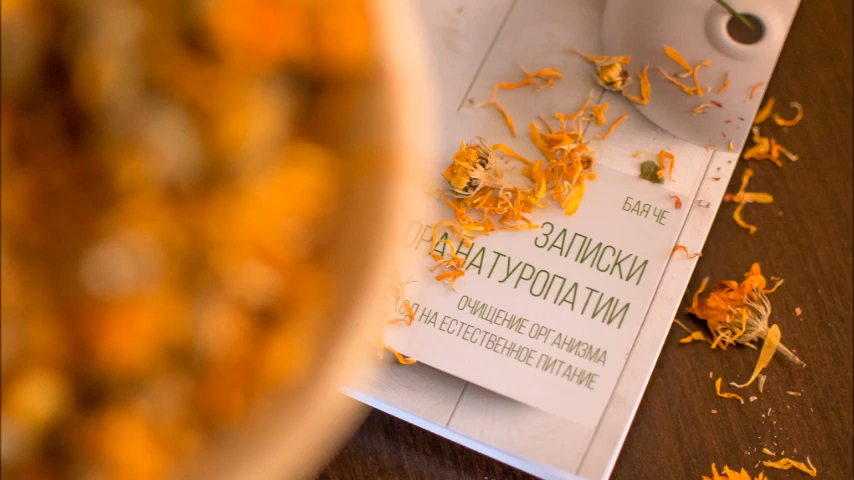 БАЯ ЧЕ
ЗАПИСКИ
НАТУРОПАТИИ
ОЧИЩЕНИЕ ОРГАНИЗМА
НА ЕСТЕСТВЕННОЕ ПИТАНИЕ